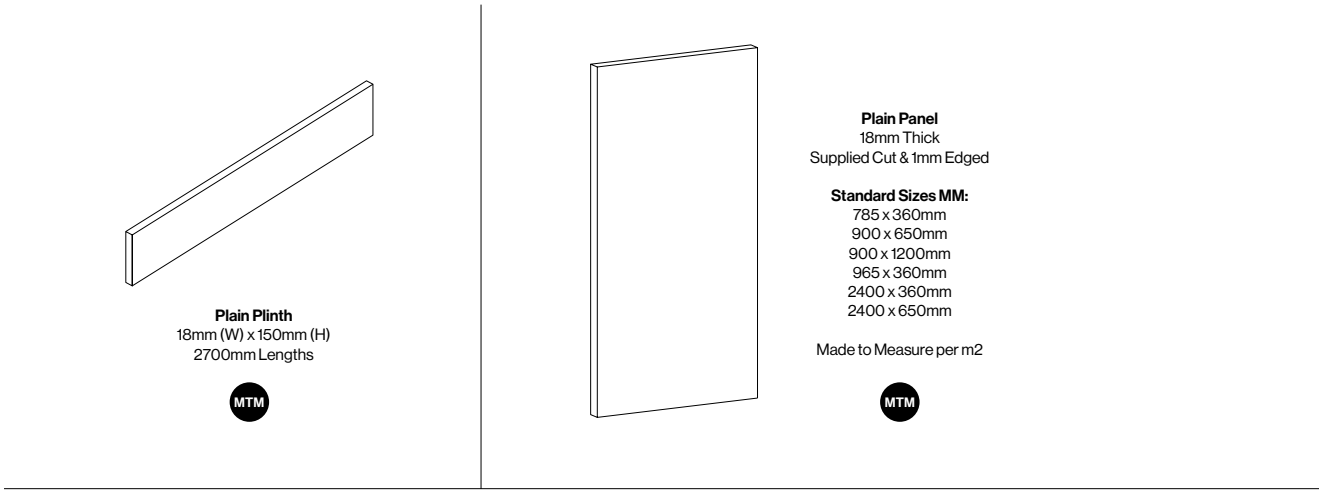 Plain Plinth
18mm (W) x 150mm (H)
2700mm Lengths
MTM
Plain Panel
18mm Thick
Supplied Cut & 1mm Edged
Standard Sizes MM:
785 x 360mm
900 x 650mm
900 x 1200mm
965 x 360mm
2400 x 360mm
2400 x 650mm
Made to Measure per m2
MTM